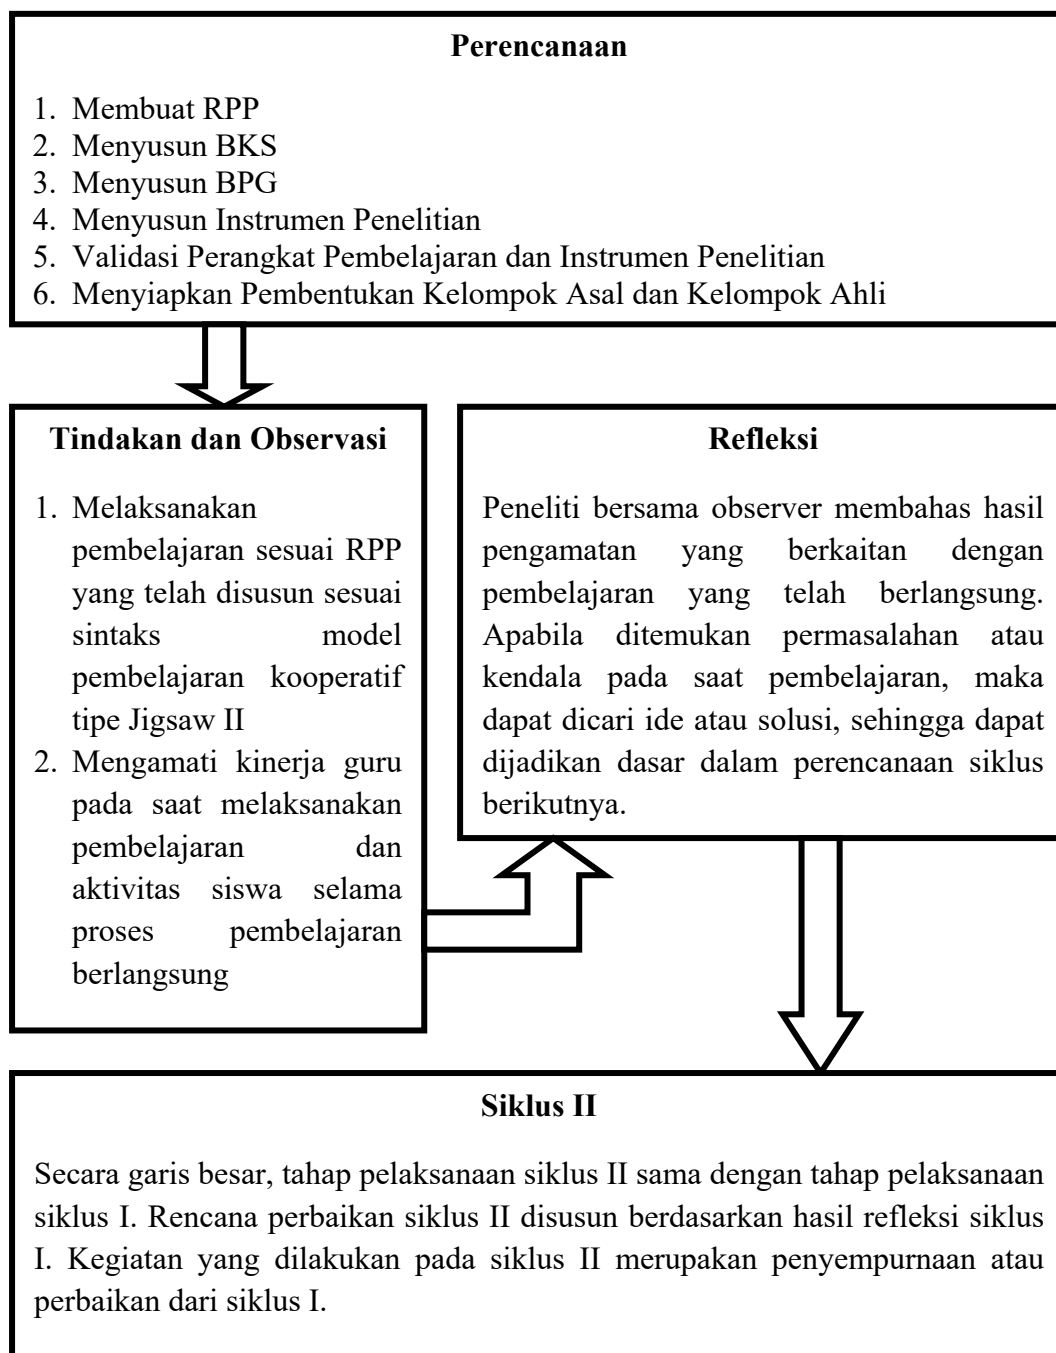 Perencanaan
1. Membuat RPP
2. Menyusun BKS
3. Menyusun BPG
4. Menyusun Instrumen Penelitian
5. Validasi Perangkat Pembelajaran dan Instrumen Penelitian
6. Menyiapkan Pembentukan Kelompok Asal dan Kelompok Ahli
Tindakan dan Observasi
1. Melaksanakan
pembelajaran sesuai RPP
yang telah disusun sesuai
sintaks model
pembelajaran kooperatif
tipe Jigsaw II
2. Mengamati kinerja guru
pada saat melaksanakan
pembelajaran dan
aktivitas siswa selama
proses pembelajaran
berlangsung
Refleksi
Peneliti bersama observer membahas hasil
pengamatan yang berkaitan dengan
pembelajaran yang telah berlangsung.
Apabila ditemukan permasalahan atau
kendala pada saat pembelajaran, maka
dapat dicari ide atau solusi, sehingga dapat
dijadikan dasar dalam perencanaan siklus
berikutnya.
Siklus II
Secara garis besar, tahap pelaksanaan siklus II sama dengan tahap pelaksanaan
siklus I. Rencana perbaikan siklus II disusun berdasarkan hasil refleksi siklus
I. Kegiatan yang dilakukan pada siklus II merupakan penyempurnaan atau
perbaikan dari siklus I.